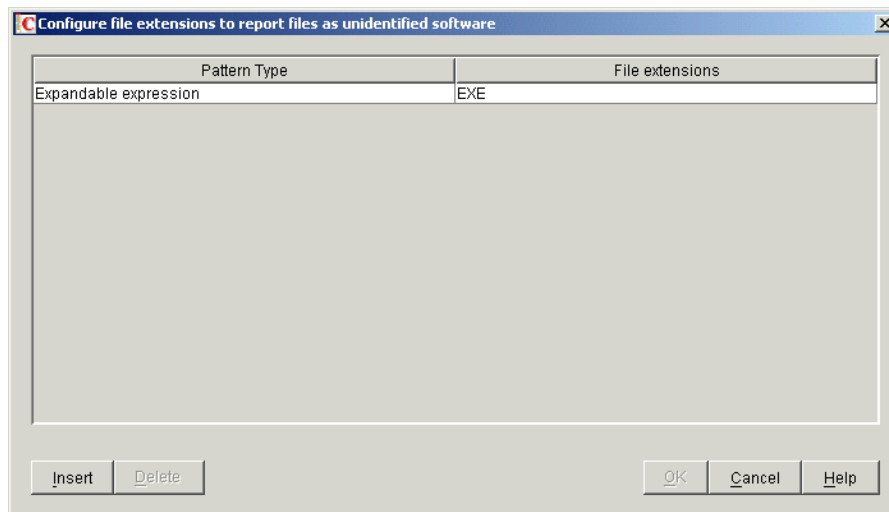 C Configure file extensions to report files as unidentified software
Pattern Type File extensions
Expandable expression EXE
Insert Delete OK Cancel Help